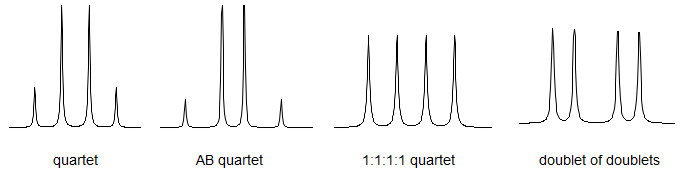 quartet
AB quartet
1:1:1:1 quartet
doublet of doublets